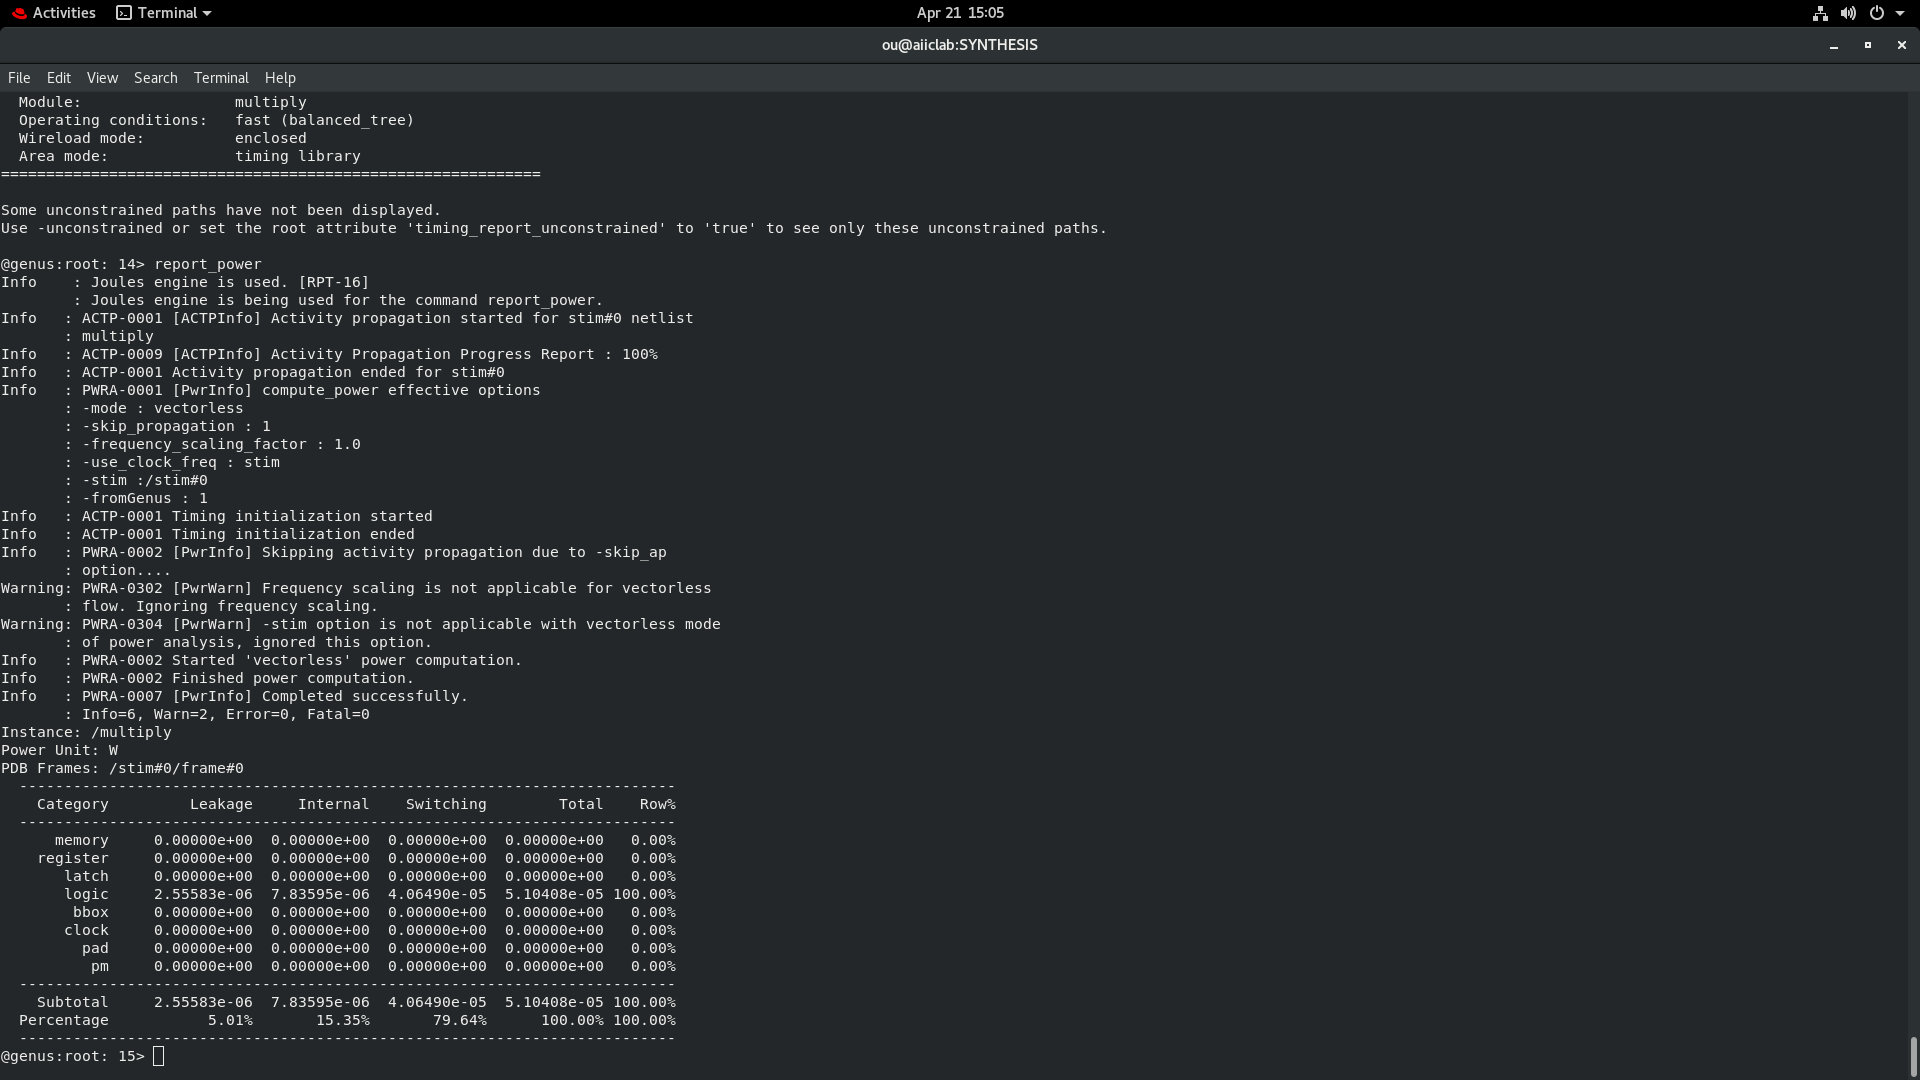 Activities Terminal Apr 21 15:05
ou@aiiclab:SYNTHESIS
File Edit View Search Terminal Help
  Module:                 multiply
  Operating conditions:   fast (balanced_tree)
  Wireload mode:          enclosed
  Area mode:              timing library
============================================================
Some unconstrained paths have not been displayed.
Use -unconstrained or set the root attribute 'timing_report_unconstrained' to 'true' to see only these unconstrained paths.
@genus:root: 14> report_power
Info    : Joules engine is used. [RPT-16]
        : Joules engine is being used for the command report_power.
Info   : ACTP-0001 [ACTPInfo] Activity propagation started for stim#0 netlist
       : multiply
Info   : ACTP-0009 [ACTPInfo] Activity Propagation Progress Report : 100%
Info   : ACTP-0001 Activity propagation ended for stim#0
Info   : PWRA-0001 [PwrInfo] compute_power effective options
       : -mode : vectorless
       : -skip_propagation : 1
       : -frequency_scaling_factor : 1.0
       : -use_clock_freq : stim
       : -stim :/stim#0
       : -fromGenus : 1
Info   : ACTP-0001 Timing initialization started
Info   : ACTP-0001 Timing initialization ended
Info   : PWRA-0002 [PwrInfo] Skipping activity propagation due to -skip_ap
       : option....
Warning: PWRA-0302 [PwrWarn] Frequency scaling is not applicable for vectorless
       : flow. Ignoring frequency scaling.
Warning: PWRA-0304 [PwrWarn] -stim option is not applicable with vectorless mode
       : of power analysis, ignored this option.
Info   : PWRA-0002 Started 'vectorless' power computation.
Info   : PWRA-0002 Finished power computation.
Info   : PWRA-0007 [PwrInfo] Completed successfully.
       : Info=6, Warn=2, Error=0, Fatal=0
Instance: /multiply
Power Unit: W
PDB Frames: /stim#0/frame#0
  -------------------------------------------------------------------------
    Category         Leakage     Internal    Switching        Total    Row%
  -------------------------------------------------------------------------
      memory     0.00000e+00  0.00000e+00  0.00000e+00  0.00000e+00   0.00%
    register     0.00000e+00  0.00000e+00  0.00000e+00  0.00000e+00   0.00%
       latch     0.00000e+00  0.00000e+00  0.00000e+00  0.00000e+00   0.00%
       logic     2.55583e-06  7.83595e-06  4.06490e-05  5.10408e-05 100.00%
        bbox     0.00000e+00  0.00000e+00  0.00000e+00  0.00000e+00   0.00%
       clock     0.00000e+00  0.00000e+00  0.00000e+00  0.00000e+00   0.00%
         pad     0.00000e+00  0.00000e+00  0.00000e+00  0.00000e+00   0.00%
          pm     0.00000e+00  0.00000e+00  0.00000e+00  0.00000e+00   0.00%
  -------------------------------------------------------------------------
    Subtotal     2.55583e-06  7.83595e-06  4.06490e-05  5.10408e-05 100.00%
  Percentage           5.01%       15.35%       79.64%      100.00% 100.00%
  -------------------------------------------------------------------------
@genus:root: 15>